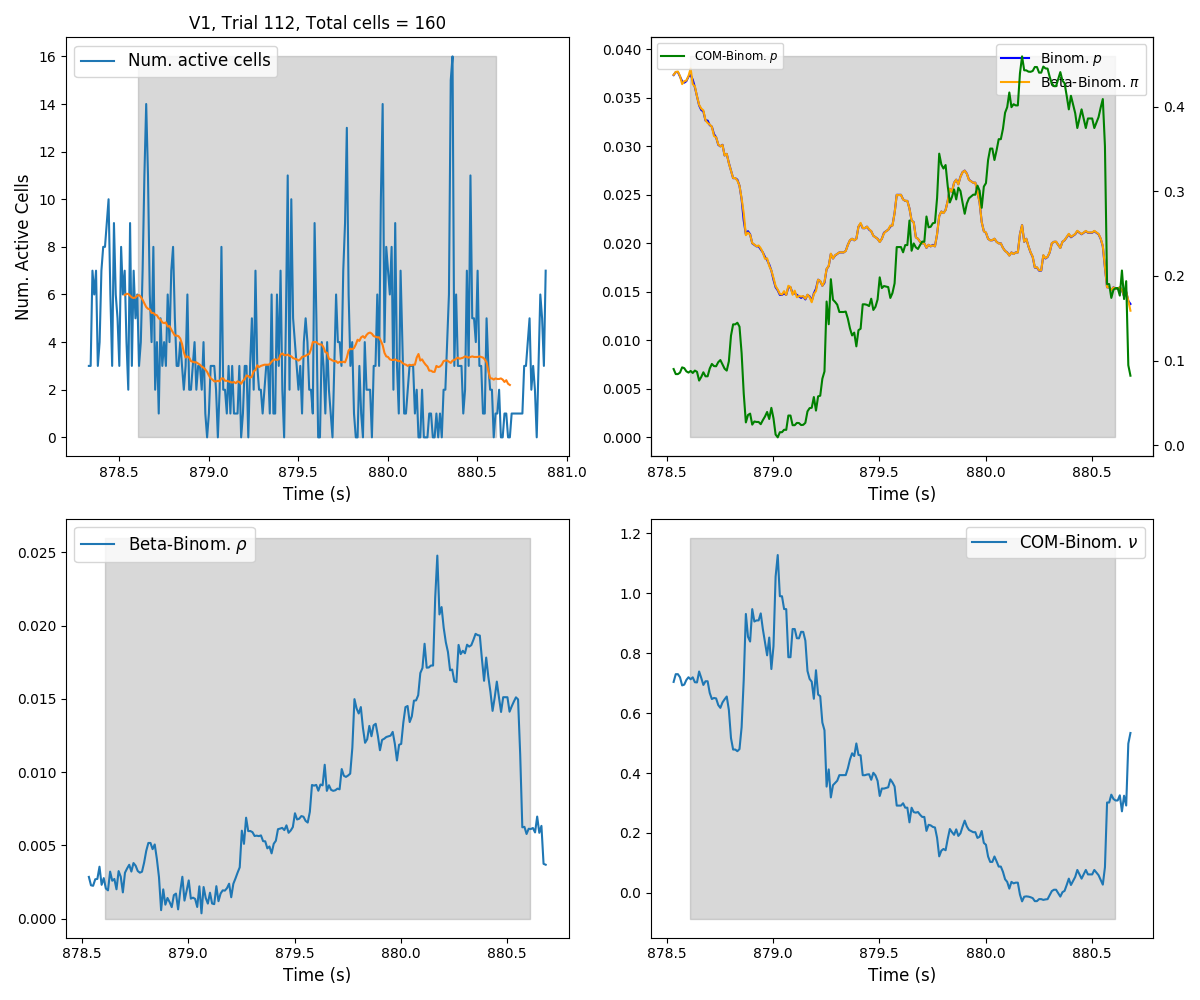 V1, Trial 112, Total cells = 160
Num. active cells
Num. Active Cells
16
14
12
10
8
6
4
2
0
878.5 879.0 879.5 880.0 880.5 881.0
Time (s)
COM-Binom. p
Binom. p
Beta-Binom. π
0.040
0.035
0.030
0.025
0.020
0.015
0.010
0.005
0.000
0.4
0.3
0.2
0.1
0.0
878.5 879.0 879.5 880.0 880.5
Time (s)
Beta-Binom. ρ
0.025
0.020
0.015
0.010
0.005
0.000
878.5 879.0 879.5 880.0 880.5
Time (s)
COM-Binom. ν
1.2
1.0
0.8
0.6
0.4
0.2
0.0
878.5 879.0 879.5 880.0 880.5
Time (s)